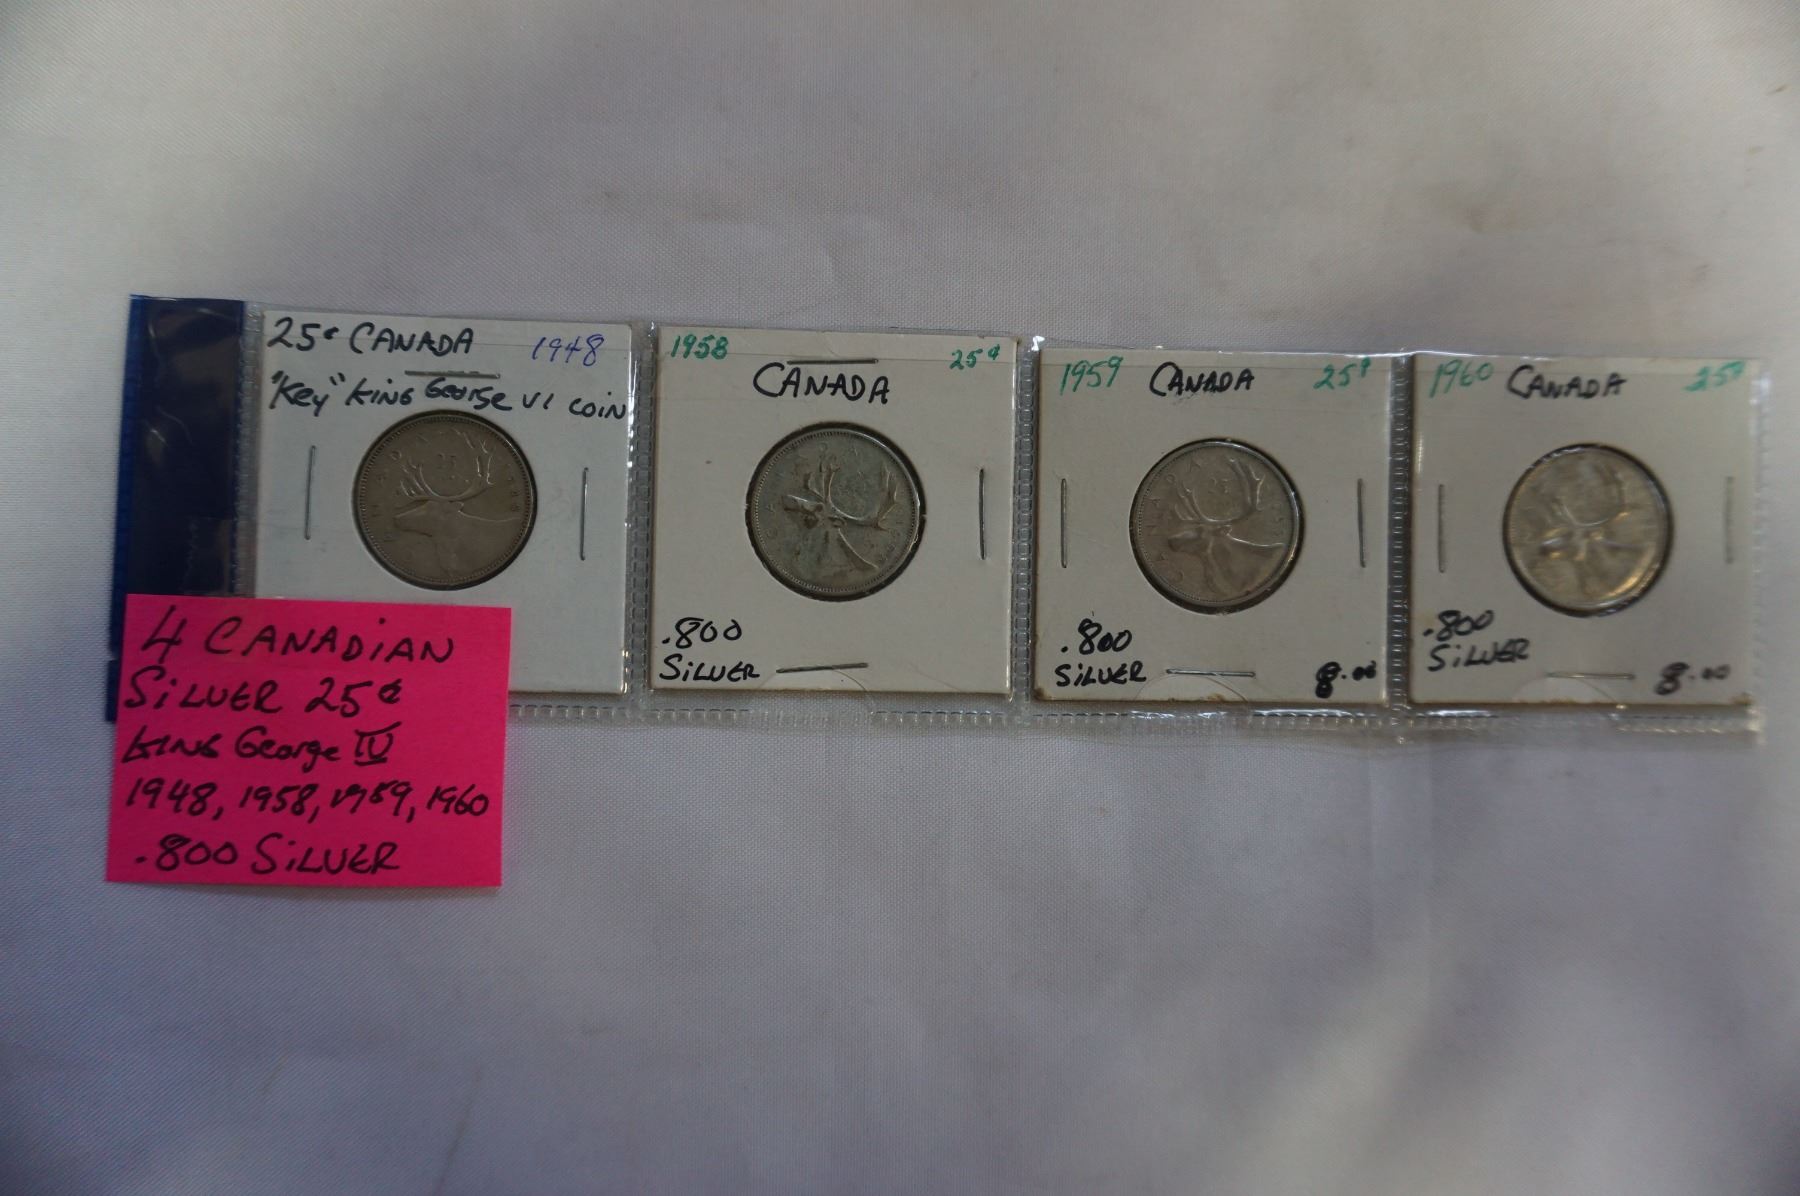 25¢ CANADA 1948
"Key" KING George VI COIN
1958 25¢
CANADA
.800
SILVER
1959 CANADA 25¢
.800
SILVER 8.00
1960 CANADA 25¢
.800
SILVER
8.00
4 CANADIAN
SILVER 25¢
KING George IV
1948, 1958, 1959, 1960
.800 SILVER